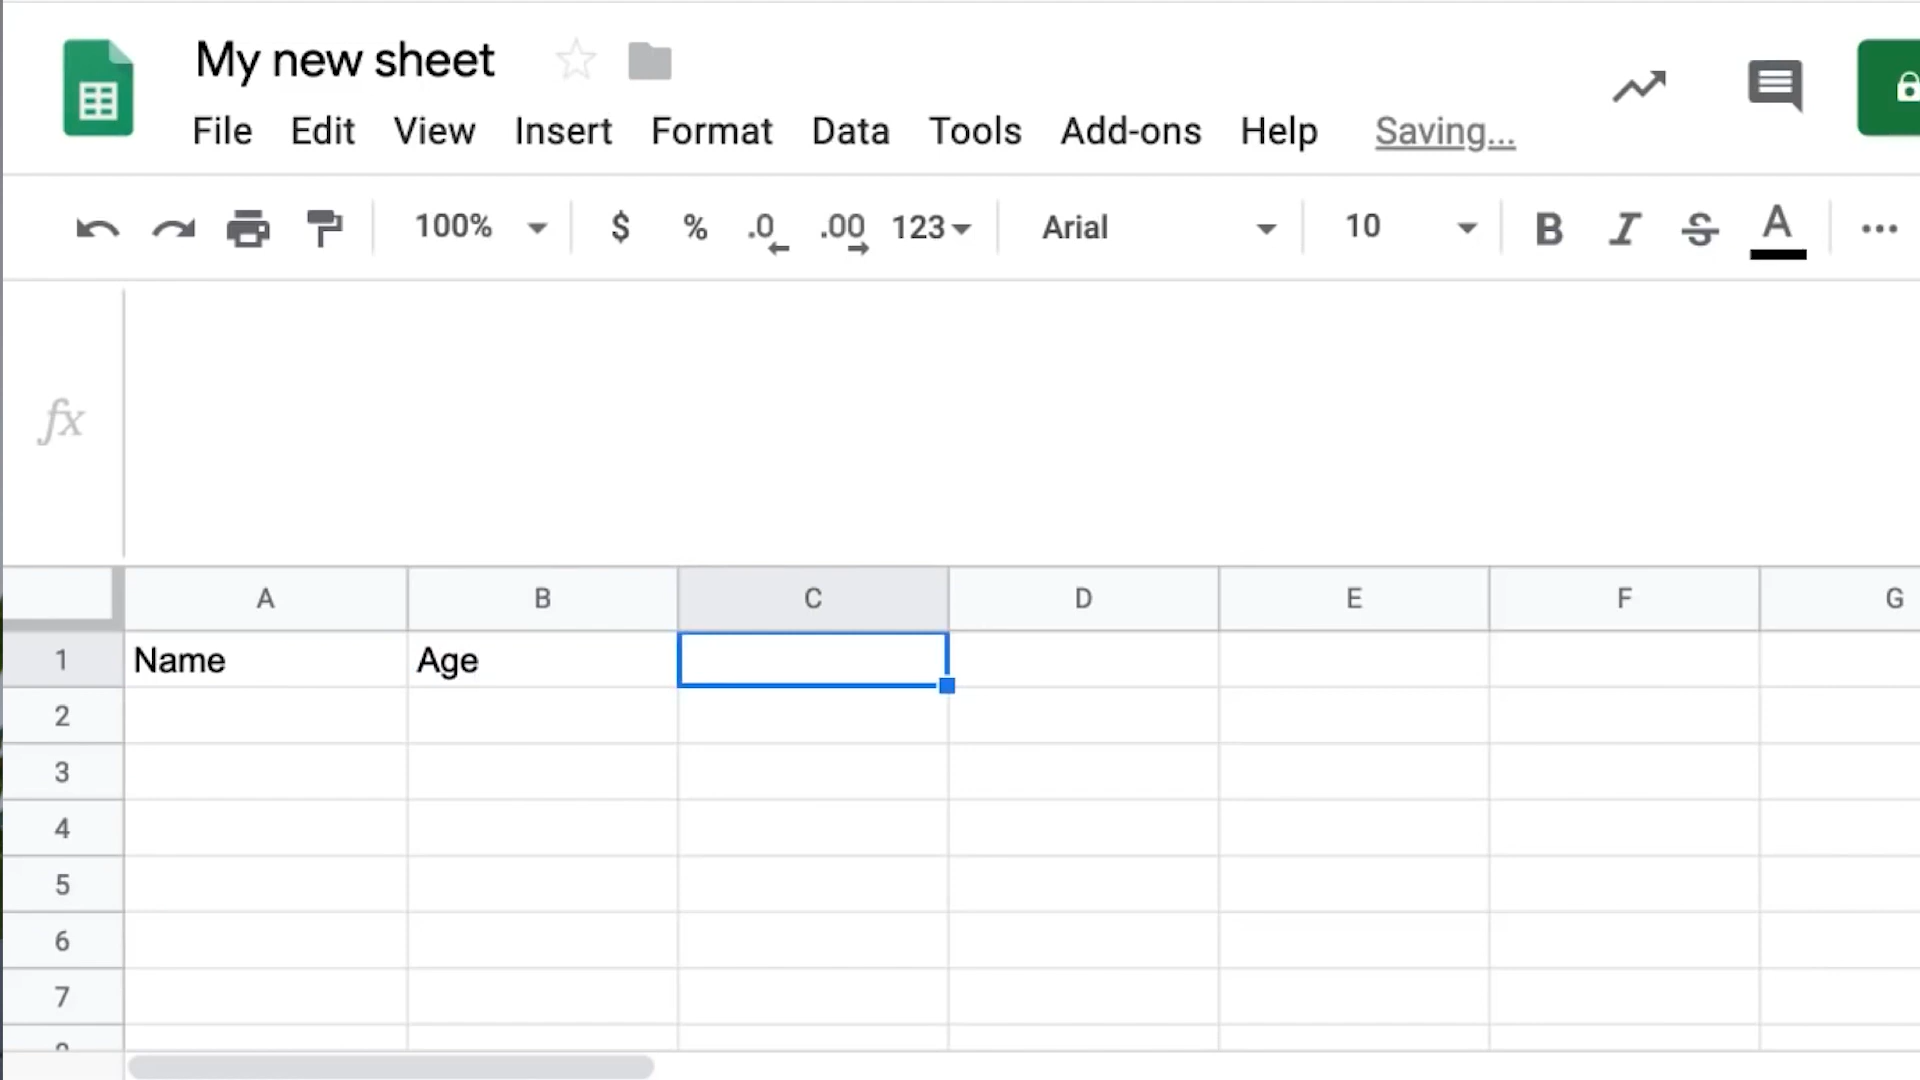 My new sheet
File Edit View Insert Format Data Tools Add-ons Help Saving...
100% $ % .0 .00 123 Arial 10 B I S A ...
fx
A B C D E F G
1 Name Age
2
3
4
5
6
7